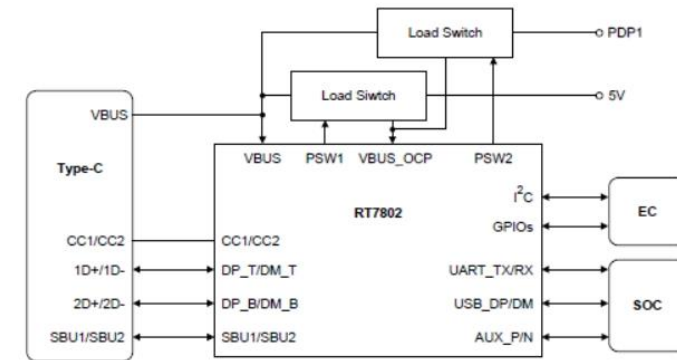 Load Switch
PDP1
Load Siwtch
5V
VBUS
Type-C
CC1/CC2
1D+/1D-
2D+/2D-
SBU1/SBU2
VBUS PSW1 VBUS_OCP PSW2
RT7802
I²C
GPIOs
CC1/CC2
DP_T/DM_T
UART_TX/RX
DP_B/DM_B
USB_DP/DM
SBU1/SBU2
AUX_P/N
EC
SOC